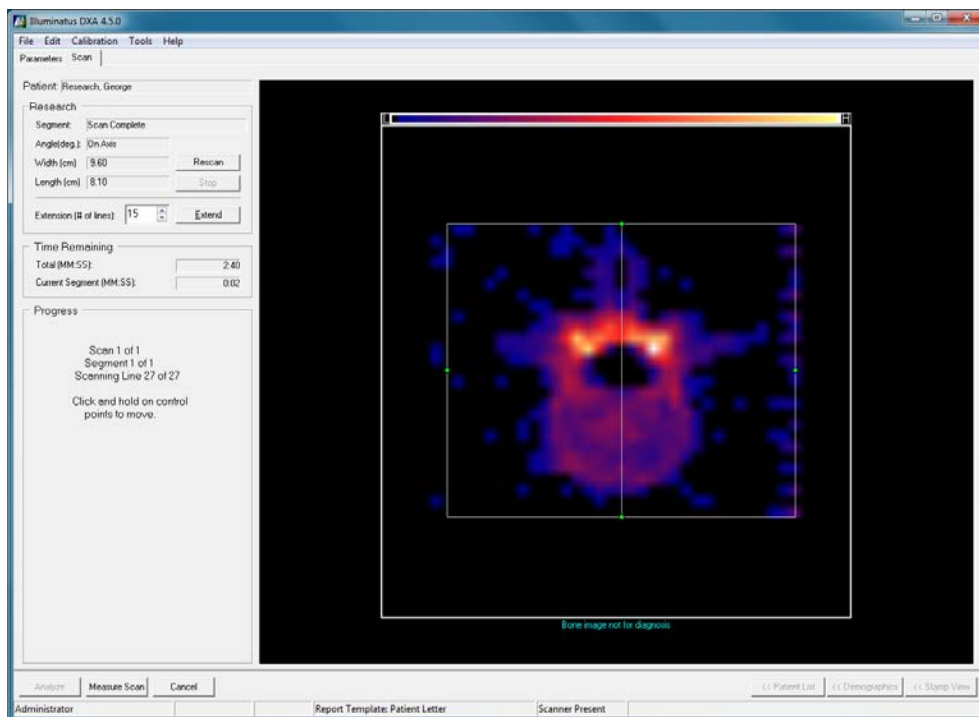 Illuminatus DXA 4.5.0
File Edit Calibration Tools Help
Parameters Scan
Patient: Research, George
Research
Segment: Scan Complete
Angle(deg.): On Axis
Width (cm) 9.60 Rescan
Length (cm) 8.10 Stop
Extension (# of lines): 15 Extend
Time Remaining
Total (MM:SS): 2:40
Current Segment (MM:SS): 0:02
Progress
Scan 1 of 1
Segment 1 of 1
Scanning Line 27 of 27
Click and hold on control
points to move.
L H
Bone image not for diagnosis
Analyze Measure Scan Cancel << Patient List << Demographics << Stamp View
Administrator Report Template: Patient Letter Scanner Present